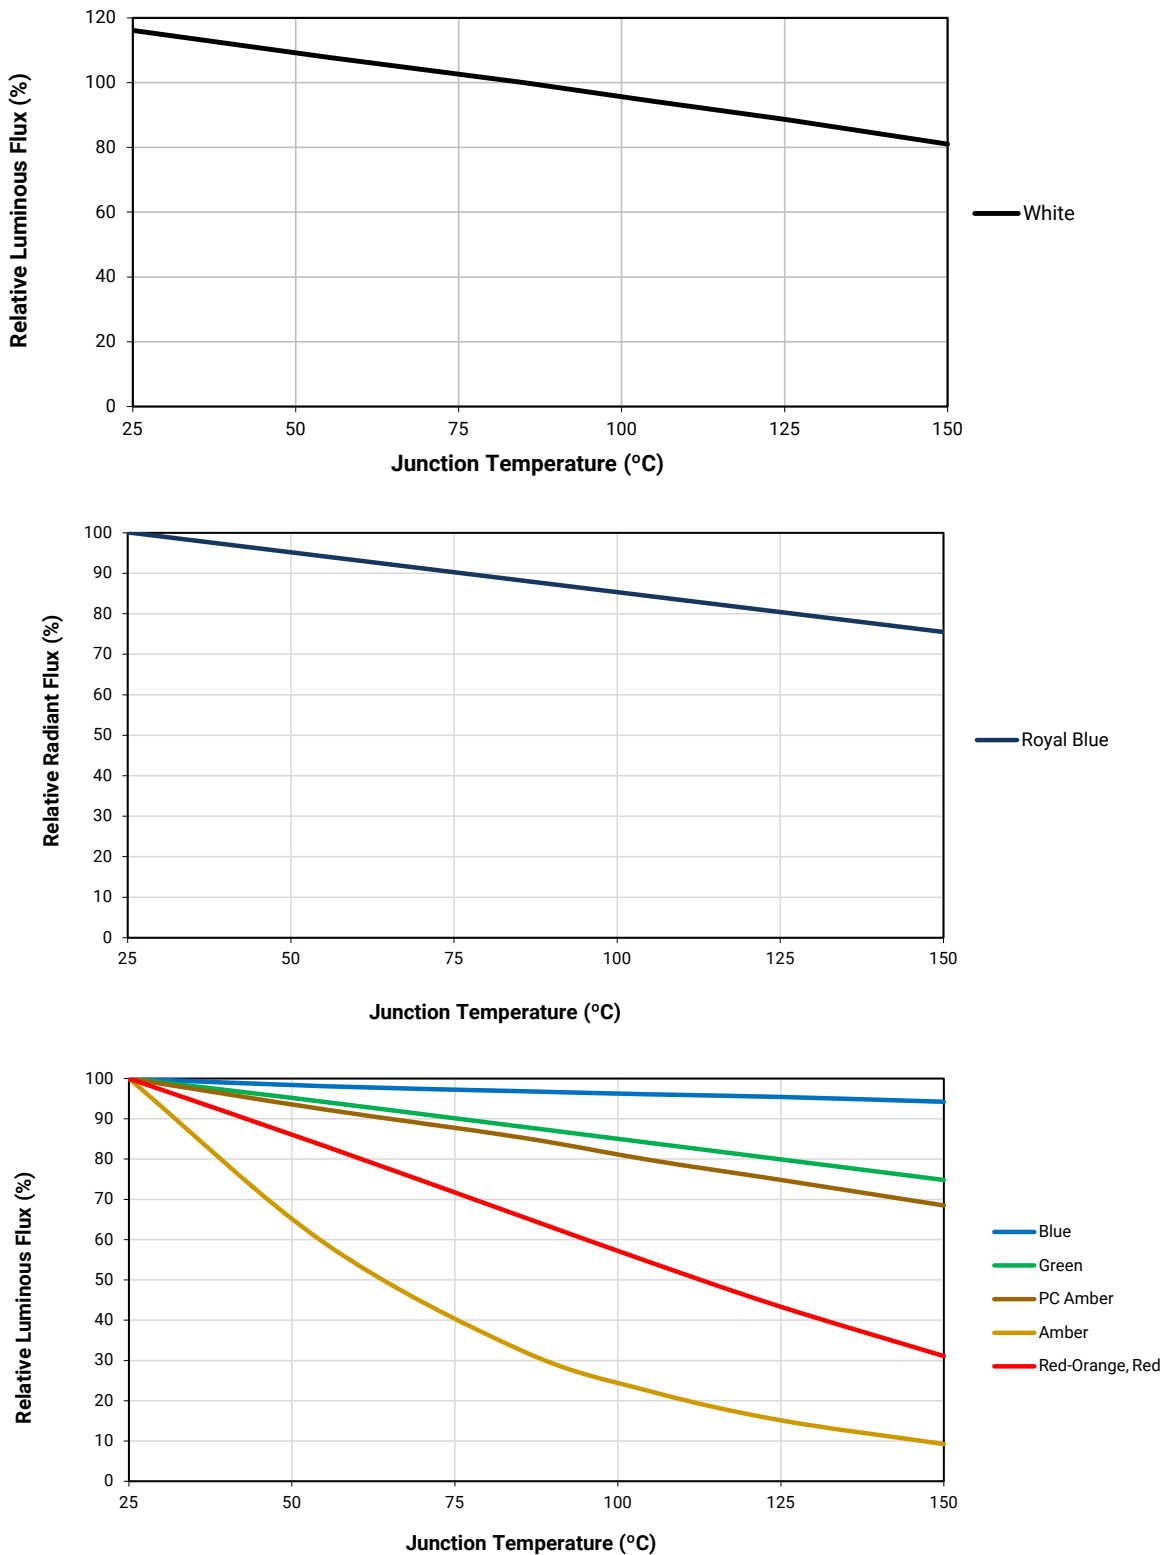 120
100
80
60
40
20
0
Relative Luminous Flux (%)
25 50 75 100 125 150
Junction Temperature (ºC)
White
100
90
80
70
60
50
40
30
20
10
0
Relative Radiant Flux (%)
25 50 75 100 125 150
Junction Temperature (ºC)
Royal Blue
100
90
80
70
60
50
40
30
20
10
0
Relative Luminous Flux (%)
25 50 75 100 125 150
Junction Temperature (ºC)
Blue
Green
PC Amber
Amber
Red-Orange, Red